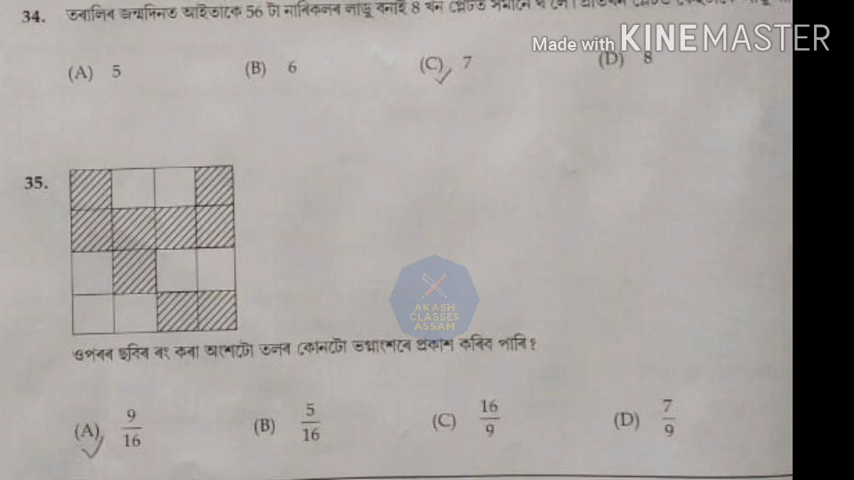 34. জন্মদিনত আইতাকে 56 টা নাৰিকলৰ লাড়ু বনাই 8 খন প্লেটত
Made with KINEMASTER
(A) 5 (B) 6 (C) 7 (D) 8
35.
AKASH
CLASSES
ASSAM
ওপৰৰ ছবিৰ ৰং কৰা অংশটো তলৰ কোনটো ভগ্নাংশৰে প্ৰকাশ কৰিব পাৰি?
(A) 9/16 (B) 5/16 (C) 16/9 (D) 7/9